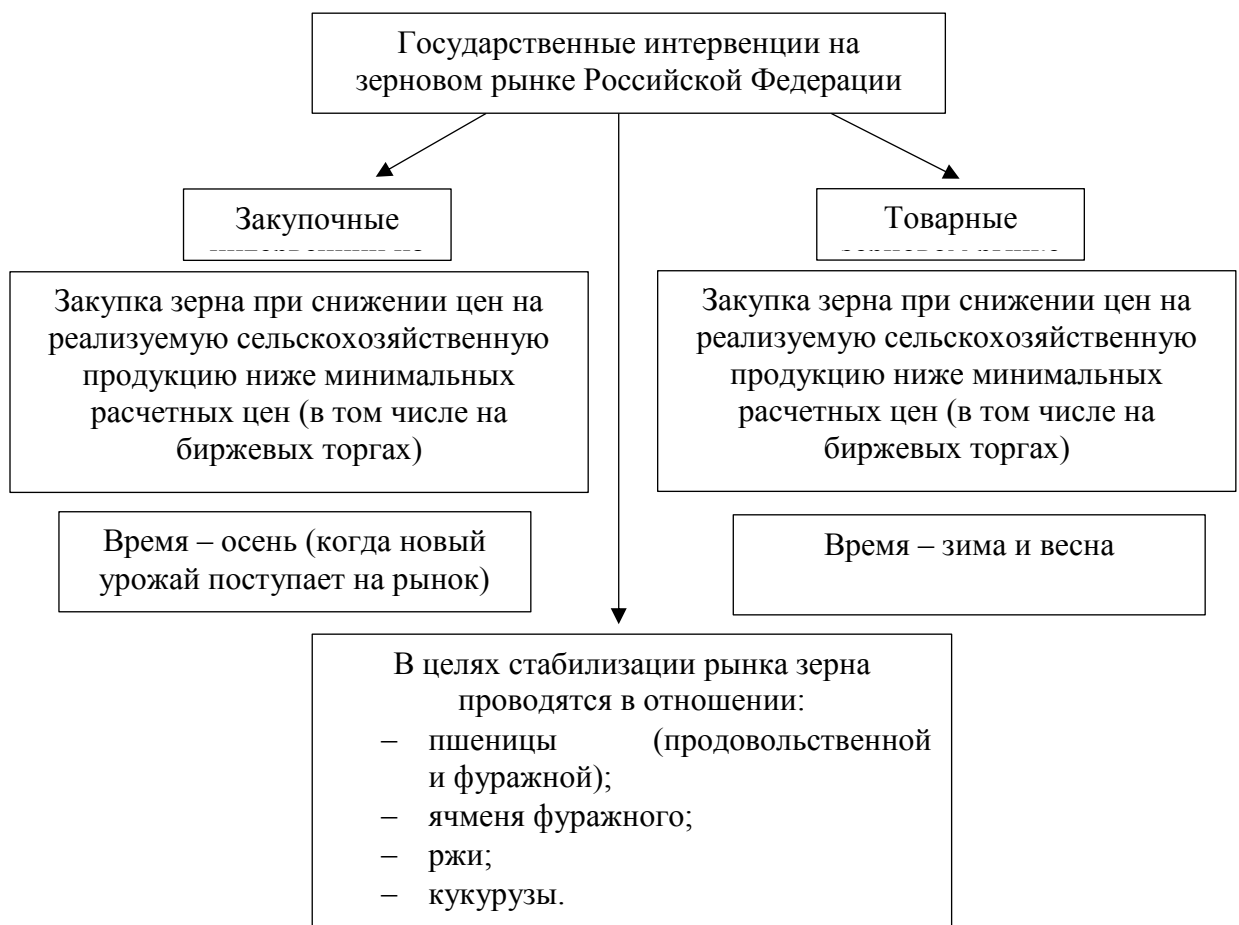 Государственные интервенции на
зерновом рынке Российской Федерации
Закупочные
Товарные
Закупка зерна при снижении цен на
реализуемую сельскохозяйственную
продукцию ниже минимальных
расчетных цен (в том числе на
биржевых торгах)
Закупка зерна при снижении цен на
реализуемую сельскохозяйственную
продукцию ниже минимальных
расчетных цен (в том числе на
биржевых торгах)
Время – осень (когда новый
урожай поступает на рынок)
Время – зима и весна
В целях стабилизации рынка зерна
проводятся в отношении:
– пшеницы (продовольственной
и фуражной);
– ячменя фуражного;
– ржи;
– кукурузы.